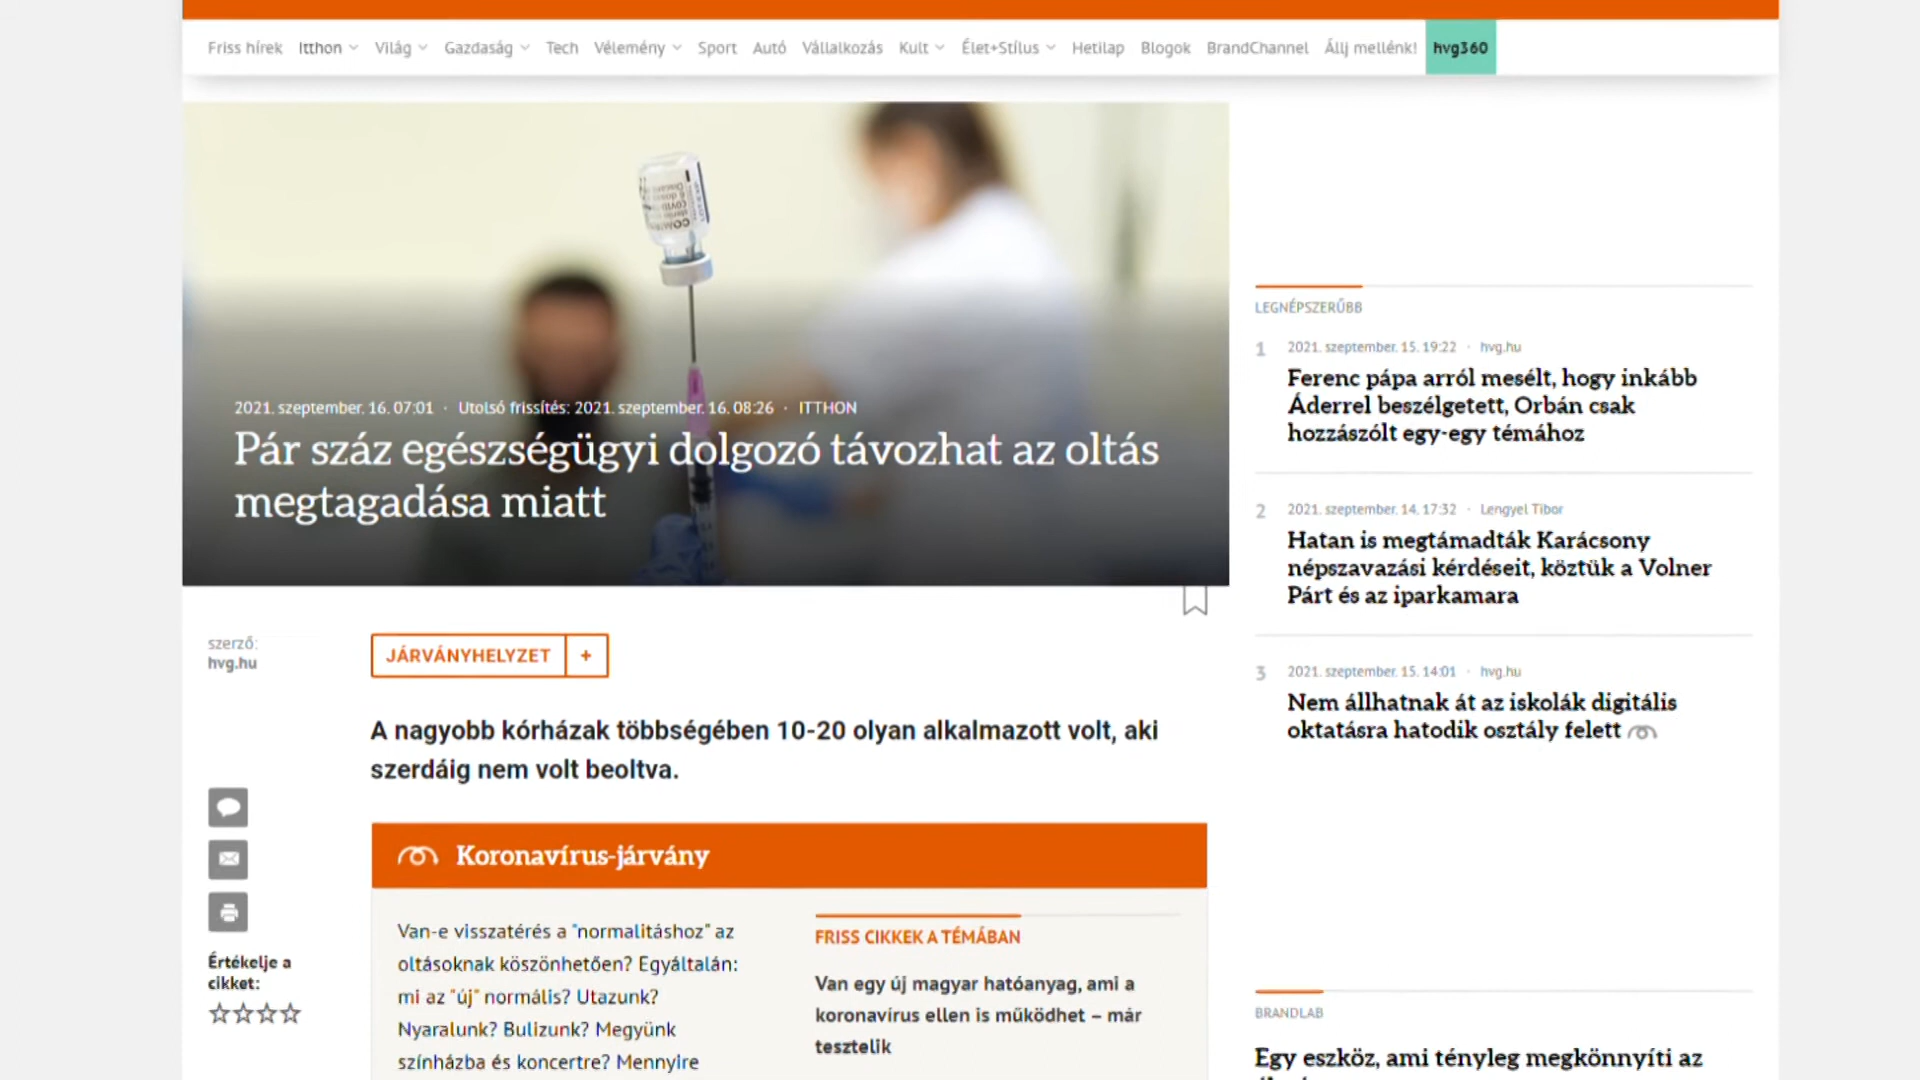 Friss hírek Itthon Világ Gazdaság Tech Vélemény Sport Autó Vállalkozás Kult Élet+Stílus Hetilap Blogok BrandChannel Állj mellénk! hvg360
2021. szeptember. 16. 07:01 · Utolsó frissítés: 2021. szeptember. 16. 08:26 · ITTHON
Pár száz egészségügyi dolgozó távozhat az oltás
megtagadása miatt
szerző:
hvg.hu
JÁRVÁNYHELYZET +
A nagyobb kórházak többségében 10-20 olyan alkalmazott volt, aki
szerdáig nem volt beoltva.
Értékelje a
cikket:
Koronavírus-járvány
Van-e visszatérés a "normalitáshoz" az
oltásoknak köszönhetően? Egyáltalán:
mi az "új" normális? Utazunk?
Nyaralunk? Bulizunk? Megyünk
színházba és koncertre? Mennyire
FRISS CIKKEK A TÉMÁBAN
Van egy új magyar hatóanyag, ami a
koronavírus ellen is működhet – már
tesztelik
LEGNÉPSZERŰBB
1 2021. szeptember. 15. 19:22 · hvg.hu
Ferenc pápa arról mesélt, hogy inkább
Áderrel beszélgetett, Orbán csak
hozzászólt egy-egy témához
2 2021. szeptember. 14. 17:32 · Lengyel Tibor
Hatan is megtámadták Karácsony
népszavazási kérdéseit, köztük a Volner
Párt és az iparkamara
3 2021. szeptember. 15. 14:01 · hvg.hu
Nem állhatnak át az iskolák digitális
oktatásra hatodik osztály felett
BRANDLAB
Egy eszköz, ami tényleg megkönnyíti az